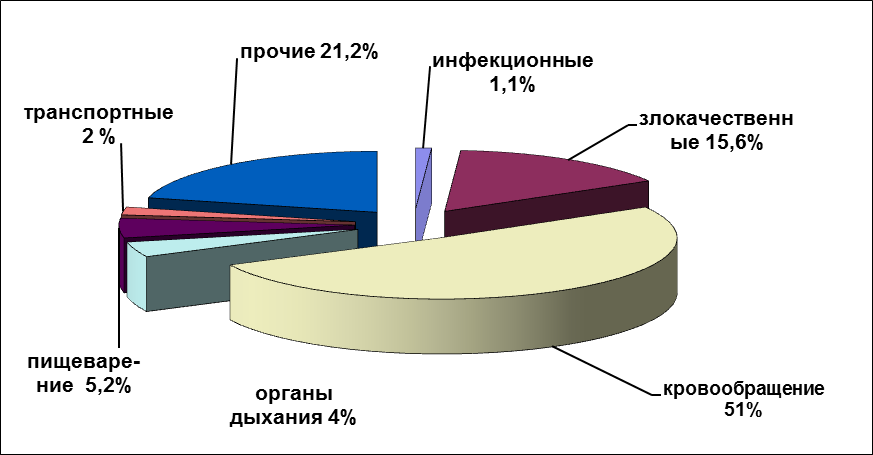 прочие 21,2%
инфекционные
1,1%
транспортные
2 %
злокачественн
ые 15,6%
пищеваре-
ние 5,2%
органы
дыхания 4%
кровообращение
51%